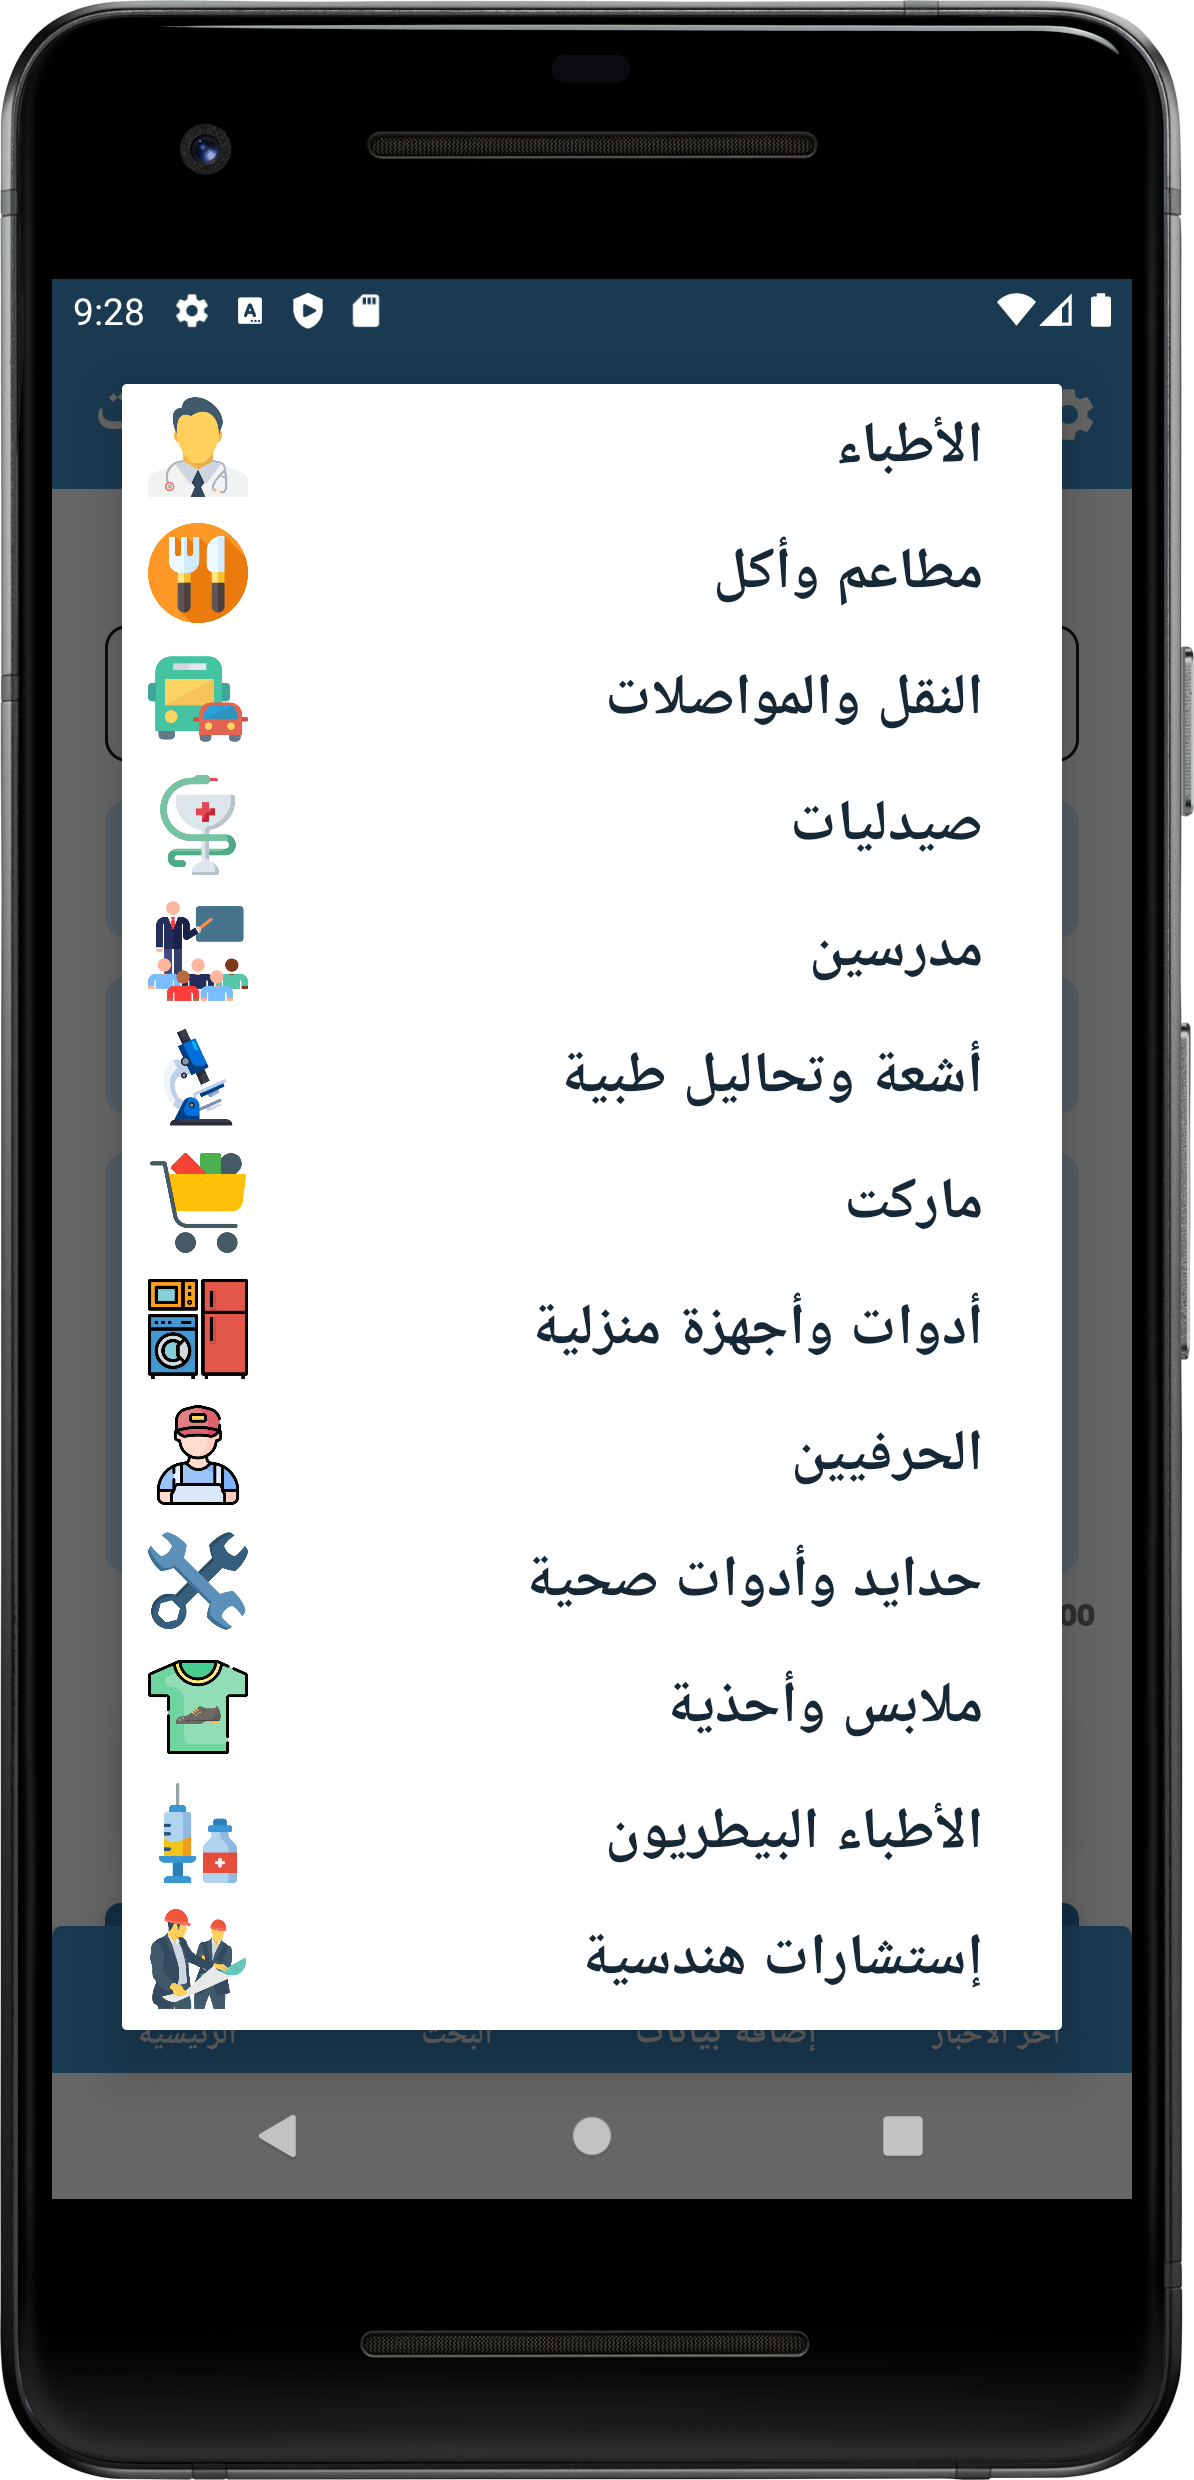 9:28
الأطباء
مطاعم وأكل
النقل والمواصلات
صيدليات
مدرسين
أشعة وتحاليل طبية
ماركت
أدوات وأجهزة منزلية
الحرفيين
حدايد وأدوات صحية
ملابس وأحذية
الأطباء البيطريون
إستشارات هندسية
00
الرئيسية البحث إضافة بيانات آخر الأخبار